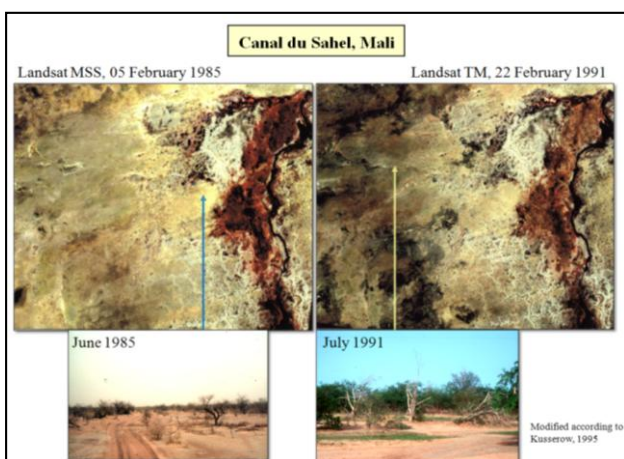 Canal du Sahel, Mali
Landsat MSS, 05 February 1985
Landsat TM, 22 February 1991
June 1985
July 1991
Modified according to
Kusserow, 1995